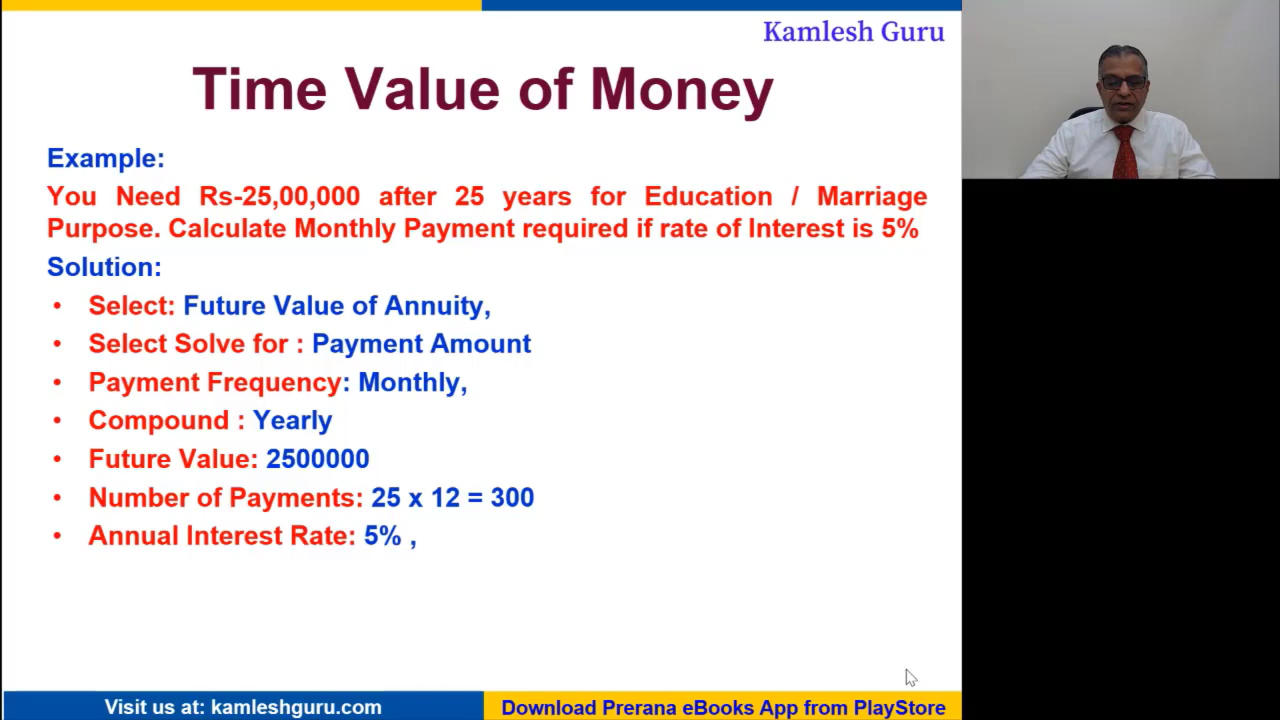 Kamlesh Guru
Time Value of Money
Example:
You Need Rs-25,00,000 after 25 years for Education / Marriage
Purpose. Calculate Monthly Payment required if rate of Interest is 5%
Solution:
• Select: Future Value of Annuity,
• Select Solve for : Payment Amount
• Payment Frequency: Monthly,
• Compound : Yearly
• Future Value: 2500000
• Number of Payments: 25 x 12 = 300
• Annual Interest Rate: 5% ,
Visit us at: kamleshguru.com
Download Prerana eBooks App from PlayStore